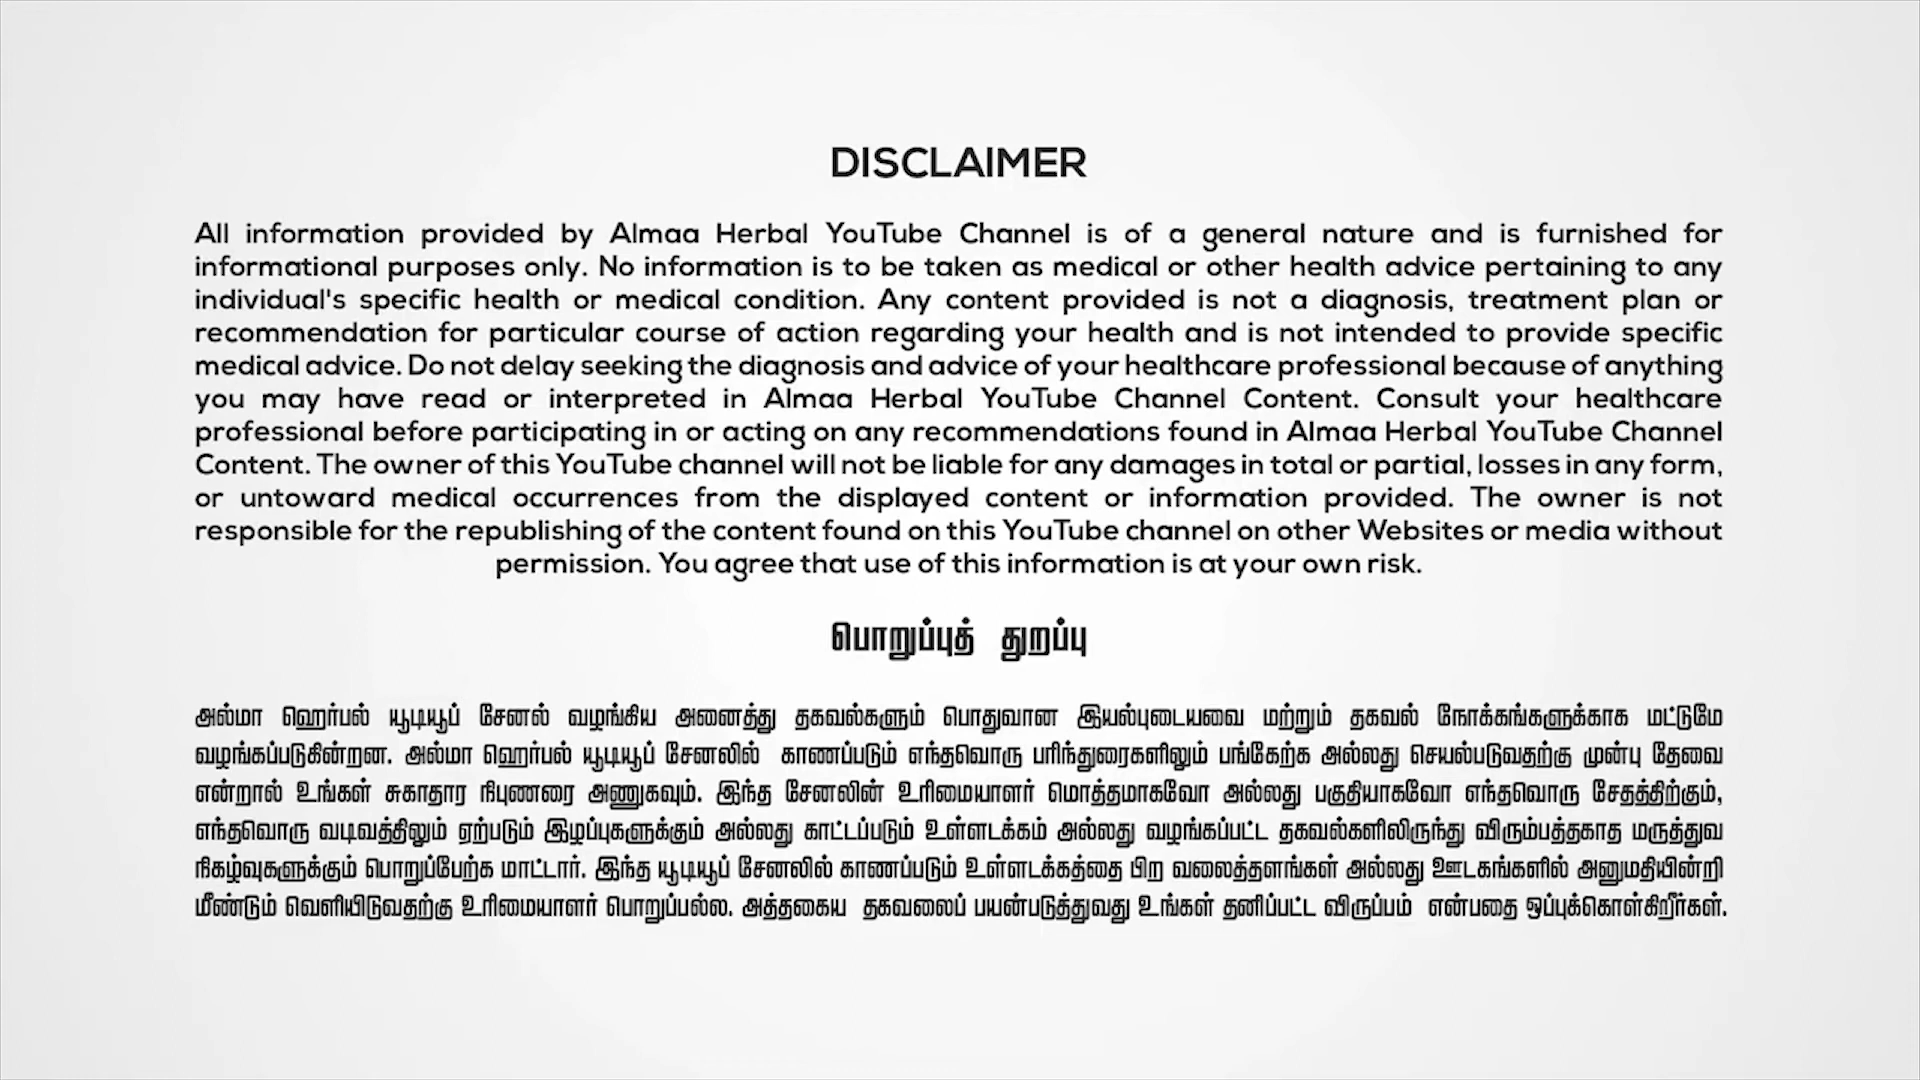 DISCLAIMER
All information provided by Almaa Herbal YouTube Channel is of a general nature and is furnished for
informational purposes only. No information is to be taken as medical or other health advice pertaining to any
individual's specific health or medical condition. Any content provided is not a diagnosis, treatment plan or
recommendation for particular course of action regarding your health and is not intended to provide specific
medical advice. Do not delay seeking the diagnosis and advice of your healthcare professional because of anything
you may have read or interpreted in Almaa Herbal YouTube Channel Content. Consult your healthcare
professional before participating in or acting on any recommendations found in Almaa Herbal YouTube Channel
Content. The owner of this YouTube channel will not be liable for any damages in total or partial, losses in any form,
or untoward medical occurrences from the displayed content or information provided. The owner is not
responsible for the republishing of the content found on this YouTube channel on other Websites or media without
permission. You agree that use of this information is at your own risk.
பொறுப்புத் துறப்பு
அல்மா ஹெர்பல் யூடியூப் சேனல் வழங்கிய அனைத்து தகவல்களும் பொதுவான இயல்புடையவை மற்றும் தகவல் நோக்கங்களுக்காக மட்டுமே
வழங்கப்படுகின்றன. அல்மா ஹெர்பல் யூடியூப் சேனலில் காணப்படும் எந்தவொரு பரிந்துரைகளிலும் பங்கேற்க அல்லது செயல்படுவதற்கு முன்பு தேவை
என்றால் உங்கள் சுகாதார நிபுணரை அணுகவும். இந்த சேனலின் உரிமையாளர் மொத்தமாகவோ அல்லது பகுதியாகவோ எந்தவொரு சேதத்திற்கும்,
எந்தவொரு வடிவத்திலும் ஏற்படும் இழப்புகளுக்கும் அல்லது காட்டப்படும் உள்ளடக்கம் அல்லது வழங்கப்பட்ட தகவல்களிலிருந்து விரும்பத்தகாத மருத்துவ
நிகழ்வுகளுக்கும் பொறுப்பேற்க மாட்டார். இந்த யூடியூப் சேனலில் காணப்படும் உள்ளடக்கத்தை பிற வலைத்தளங்கள் அல்லது ஊடகங்களில் அனுமதியின்றி
மீண்டும் வெளியிடுவதற்கு உரிமையாளர் பொறுப்பல்ல. அத்தகைய தகவலைப் பயன்படுத்துவது உங்கள் தனிப்பட்ட விருப்பம் என்பதை ஒப்புக்கொள்கிறீர்கள்.